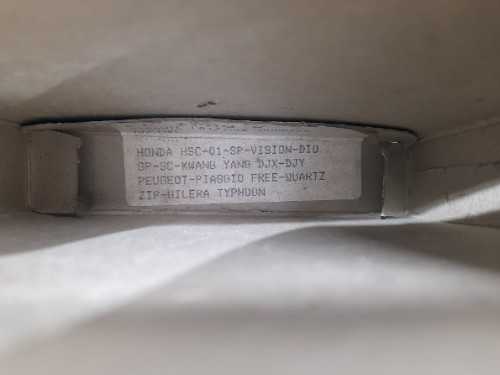 HONDA HSC-01-SP-VISION-DIO
SP-SC-KWANG YANG DJX-DJY
PEUGEOT-PIAGGIO FREE-QUARTZ
ZIP-GILERA TYPHOON